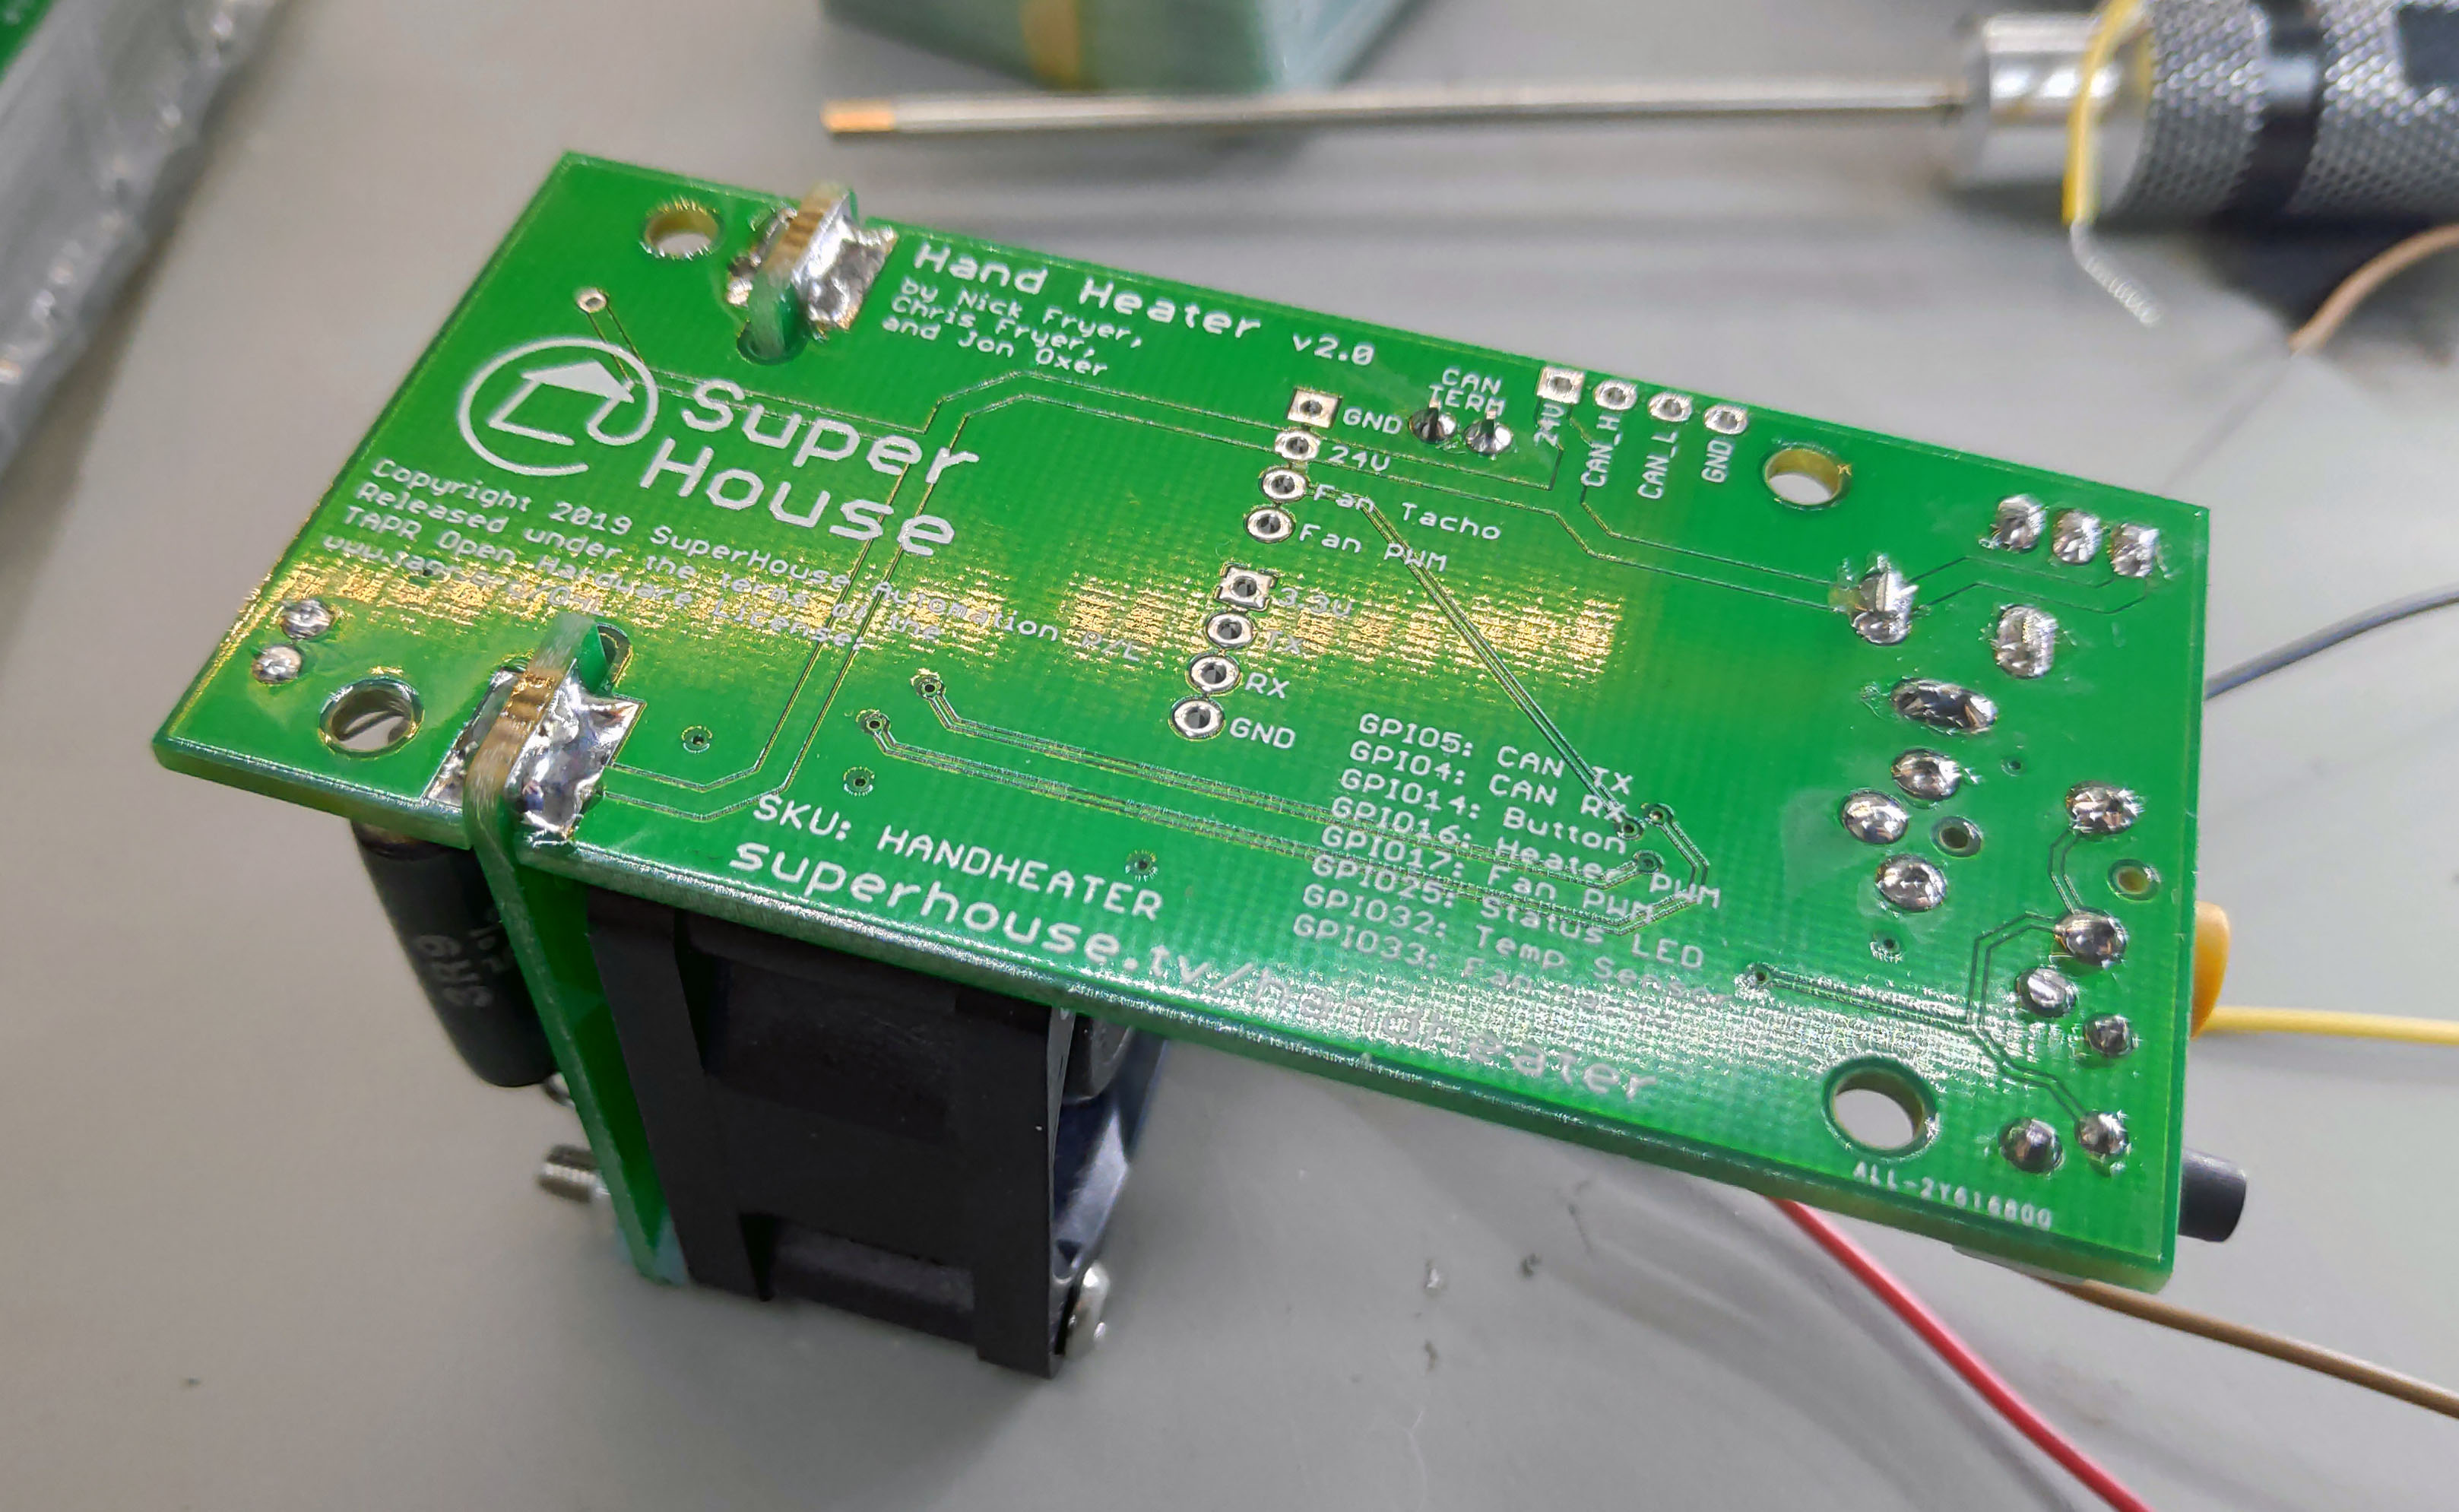 Hand Heater v2.0
by Nick Fryer,
Chris Fryer,
and Jon Oxer
Super
House
Copyright 2019 SuperHouse Automation P/L
Released under the terms of the
TAPR Open Hardware License:
CAN
TERM
24V
CAN_H
CAN_L
GND
GND
24V
Fan Tacho
Fan PWM
3.3V
TX
RX
GND
GPIO5: CAN TX
GPIO4: CAN RX
GPIO14: Button
GPIO16: Heater PWM
GPIO17: Fan PWM
GPIO25: Status LED
GPIO32: Temp Sensor
GPIO33: Fan
SKU: HANDHEATER
superhouse.tv/handheater
ALL-2Y616800